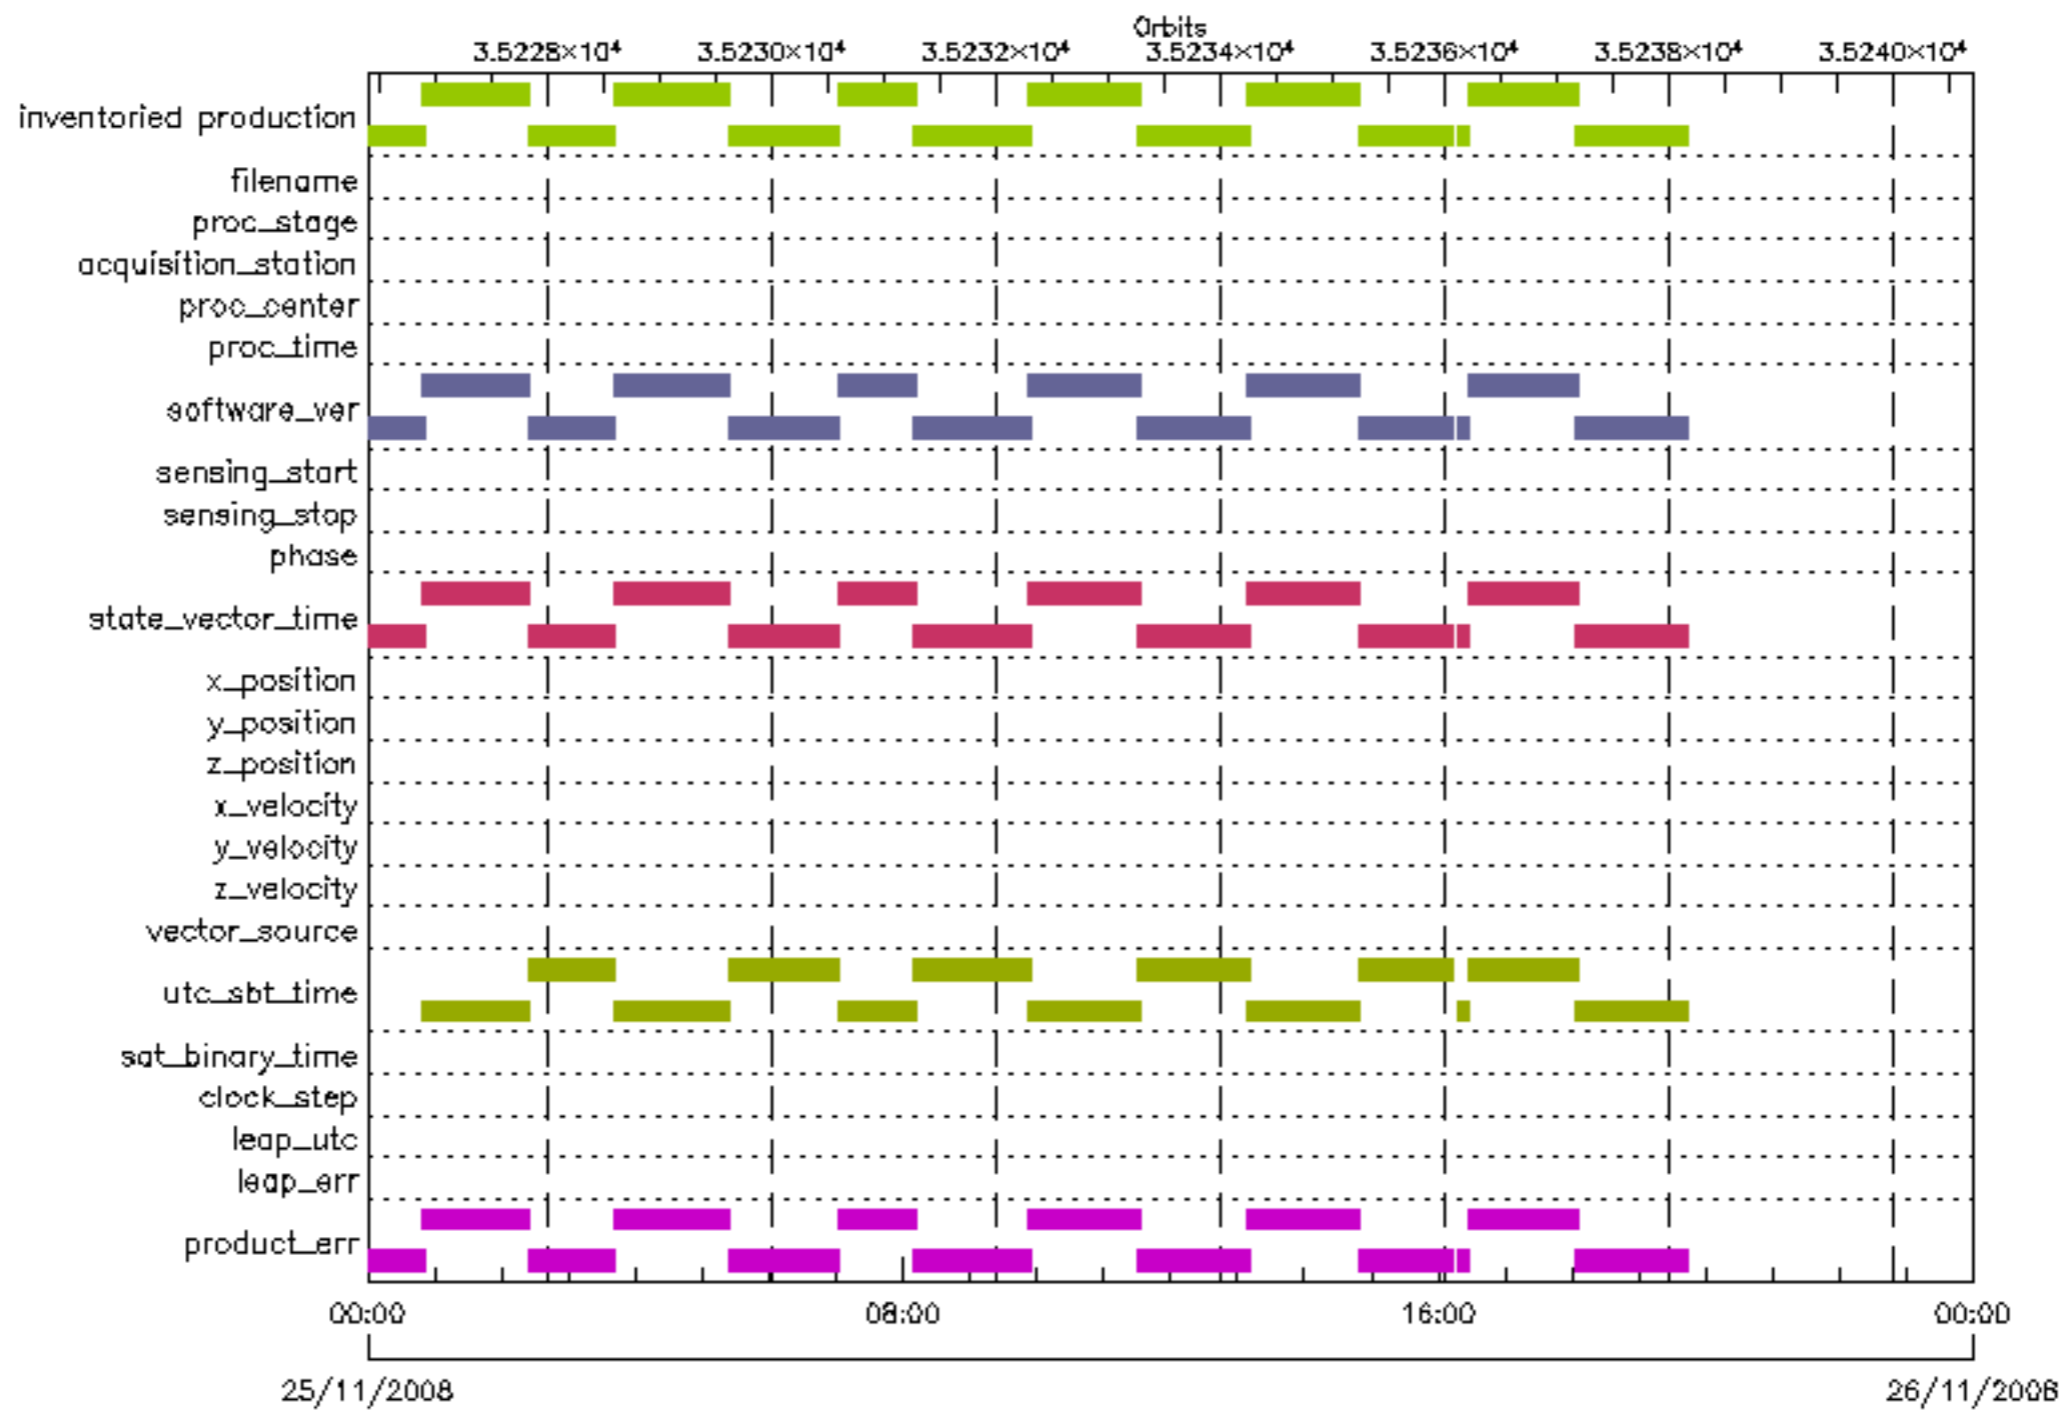 Orbits
3.5228×10⁴ 3.5230×10⁴ 3.5232×10⁴ 3.5234×10⁴ 3.5236×10⁴ 3.5238×10⁴ 3.5240×10⁴
inventoried production
filename
proc_stage
acquisition_station
proc_center
proc_time
software_ver
sensing_start
sensing_stop
phase
state_vector_time
x_position
y_position
z_position
x_velocity
y_velocity
z_velocity
vector_source
utc_sbt_time
sat_binary_time
clock_step
leap_utc
leap_err
product_err
00:00 08:00 16:00 00:00
25/11/2008 26/11/2008